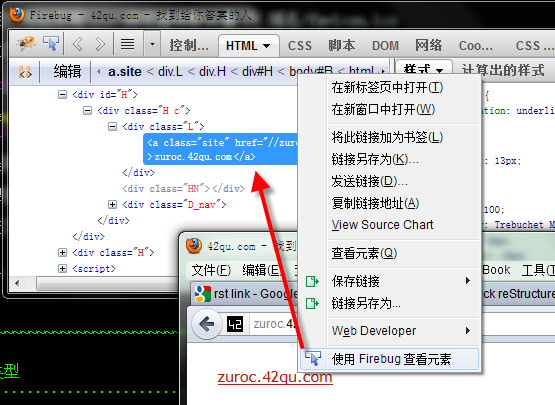 Firebug - 42qu.com - 找到给你答案的人
控制... HTML CSS 脚本 DOM 网络 Coo...
编辑 a.site < div.L < div.H < div#H < body#B < html 样式 计算出的样式
<div id="H">
<div class="H c">
<div class="L">
<a class="site" href="//zuro
>zuroc.42qu.com</a>
</div>
<div class="HN"></div>
<div class="D_nav">
</div>
</div>
<div class="H">
<script>
{
ation: underli
13px;
100;
: Trebuchet M
在新标签页中打开(T)
在新窗口中打开(W)
将此链接加为书签(L)
链接另存为(K)...
发送链接(D)...
复制链接地址(A)
View Source Chart
查看元素(Q)
保存链接
链接另存为...
Web Developer
使用 Firebug 查看元素
42qu.com - 找到
文件(F) 编辑(E) Book 工具(T)
rst link - Google ck reStructure
42 zuroc.4
zuroc.42qu.com
类型